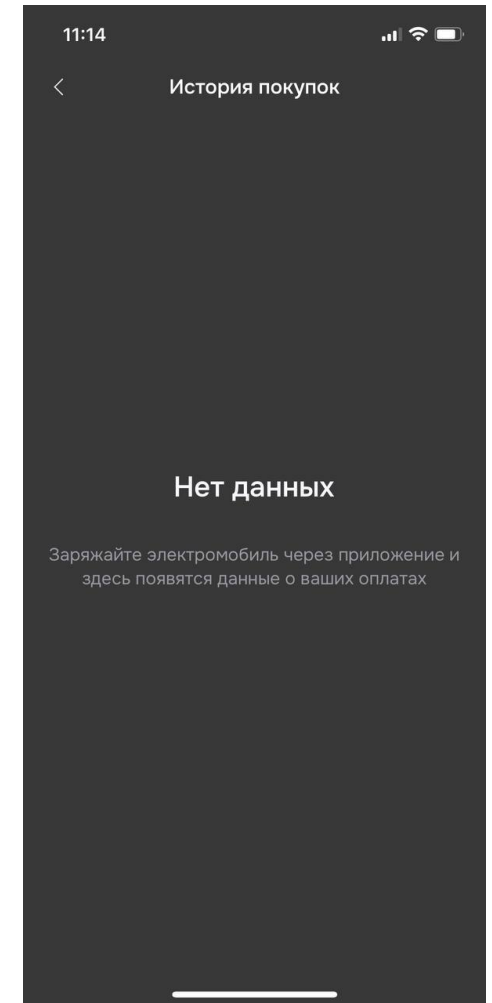 11:14
История покупок
Нет данных
Заряжайте электромобиль через приложение и
здесь появятся данные о ваших оплатах